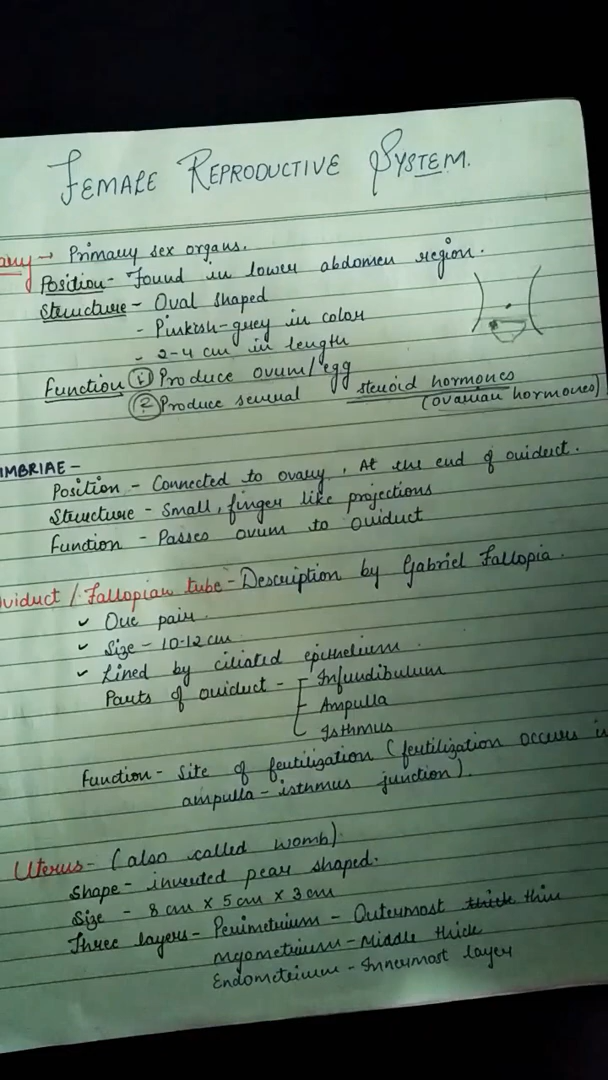 FEMALE REPRODUCTIVE SYSTEM.
ary → Primary sex organs.
Position - Found in lower abdomen region.
Structure - Oval shaped
- Pinkish-grey in color
- 2-4 cm in length
Function ① Produce ovum/egg
② Produce several steroid hormones
(ovarian hormones)
IMBRIAE -
Position - Connected to ovary, At the end of oviduct.
Structure - Small, finger like projections
Function - Passes ovum to oviduct
viduct / Fallopian tube - Description by Gabriel Fallopia.
✓ One pair.
✓ Size - 10-12 cm
✓ Lined by ciliated epithelium.
Parts of oviduct - Infundibulum
Ampulla
Isthmus
Function - Site of fertilization (fertilization occurs in
ampulla - isthmus junction).
Uterus - (also called womb)
Shape - inverted pear shaped.
Size - 8 cm x 5 cm x 3 cm
Three layers - Perimetrium - Outermost thick thin
Myometrium - Middle thick
Endometrium - Innermost layer